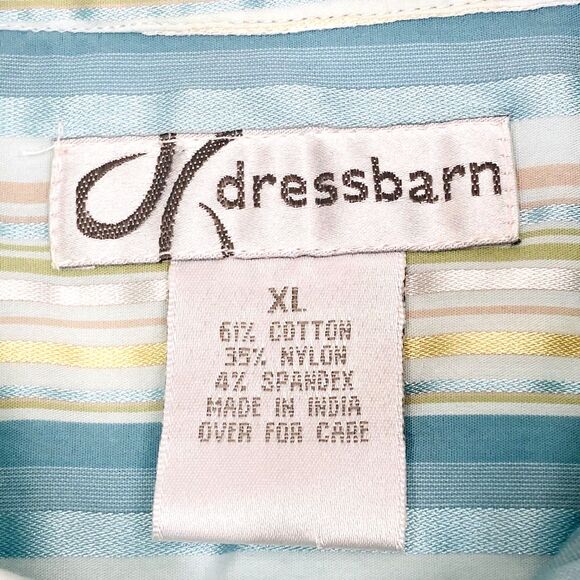 dressbarn
XL
61% COTTON
35% NYLON
4% SPANDEX
MADE IN INDIA
OVER FOR CARE